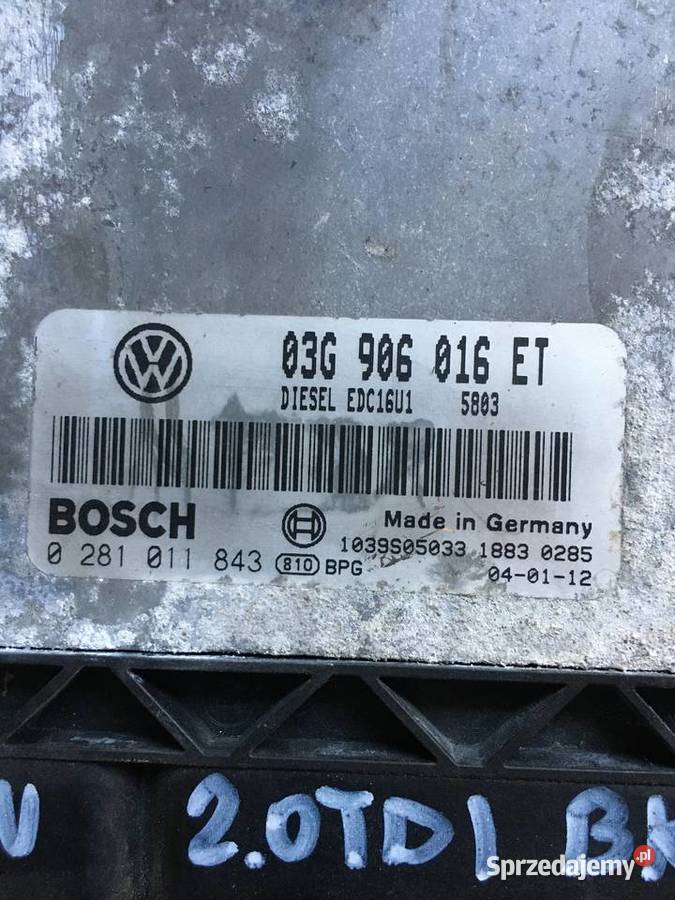 03G 906 016 ET
DIESEL EDC16U1 5803
BOSCH
Made in Germany
0 281 011 843 810 BPG
1039S05033 1883 0285
04-01-12
2.0TDI
Sprzedajemy.pl